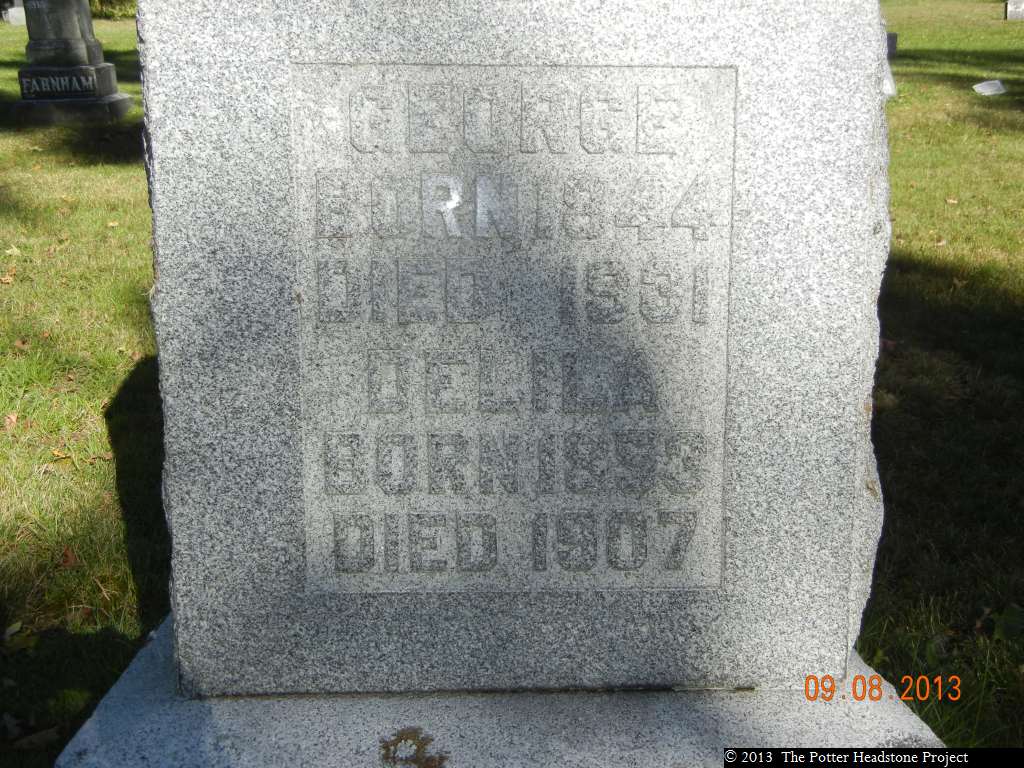 FARNHAM
GEORGE
BORN 1844
DIED 1931
DELILA
BORN 1853
DIED 1907
09.08.2013
© 2013 The Potter Headstone Project